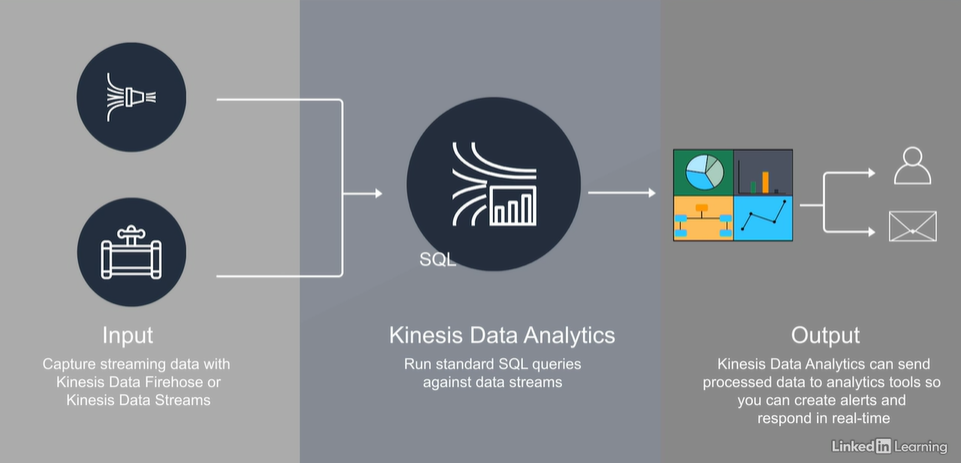 SQL
Input
Capture streaming data with
Kinesis Data Firehose or
Kinesis Data Streams
Kinesis Data Analytics
Run standard SQL queries
against data streams
Output
Kinesis Data Analytics can send
processed data to analytics tools so
you can create alerts and
respond in real-time
Linked in Learning